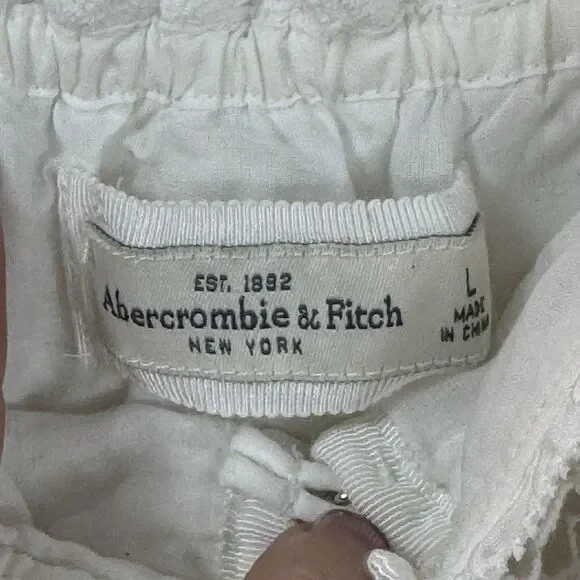 EST. 1892
Abercrombie & Fitch
NEW YORK
L
MADE
IN CHINA